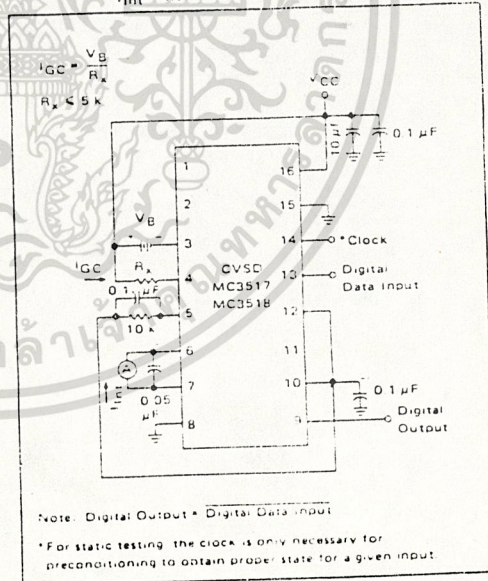 IGC = VB / Rx
Rx ≤ 5 k
VCC
10 µF
0.1 µF
1
16
2
15
VB
3
14
*Clock
IGC
Rx
CVSD
MC3517
MC3518
4
13
Digital
Data Input
0.1 µF
5
12
10 k
6
11
A
7
10
0.1 µF
0.05
µF
8
9
Digital
Output
Note: Digital Output = Digital Data Input
*For static testing, the clock is only necessary for
preconditioning to obtain proper state for a given input.